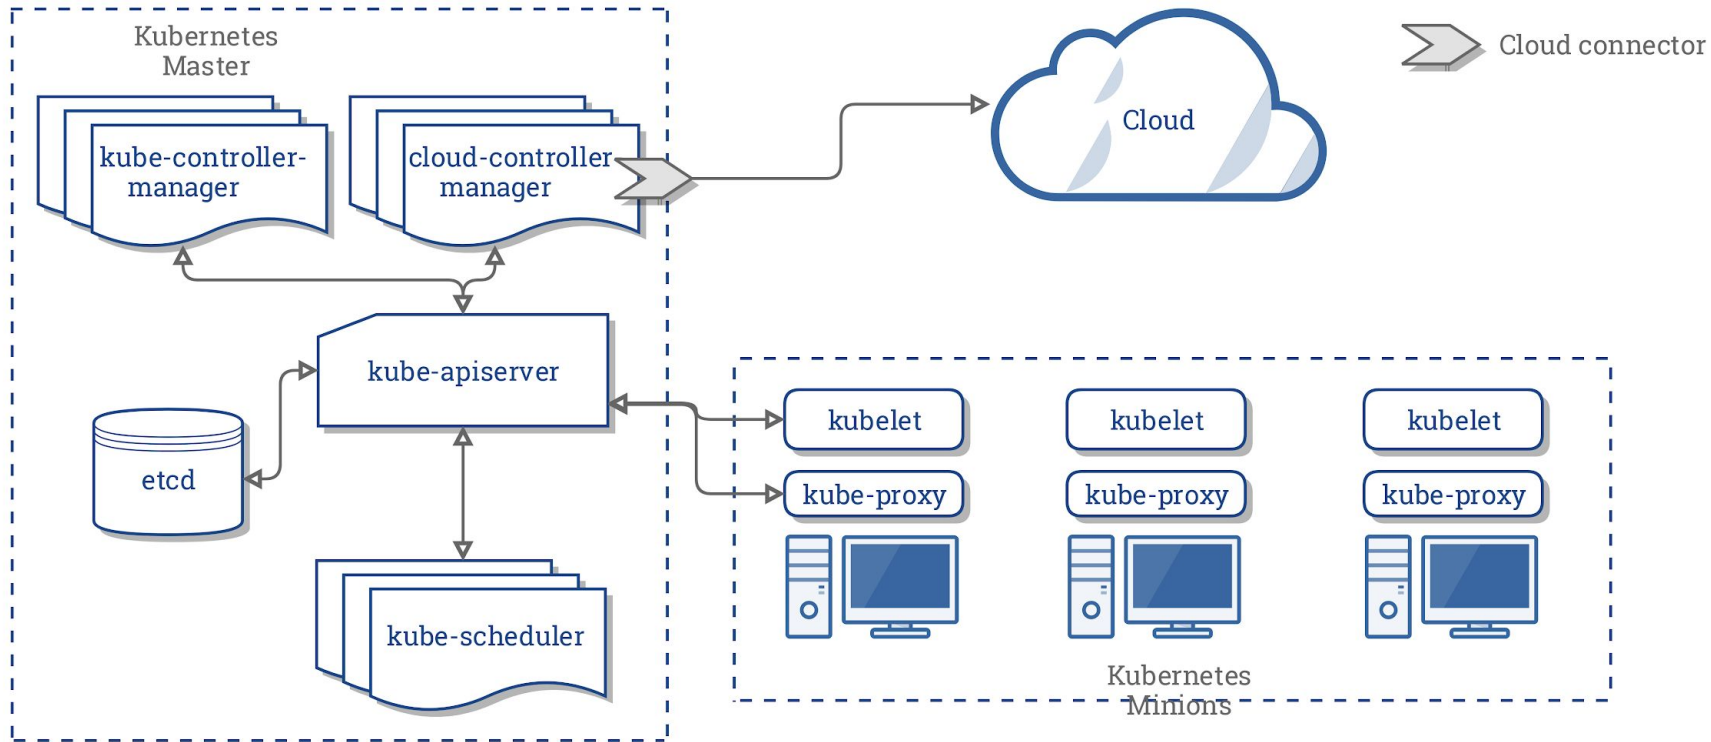 Kubernetes
Master
Cloud connector
kube-controller-
manager
cloud-controller
manager
Cloud
kube-apiserver
etcd
kube-scheduler
kubelet
kubelet
kubelet
kube-proxy
kube-proxy
kube-proxy
Kubernetes
Minions